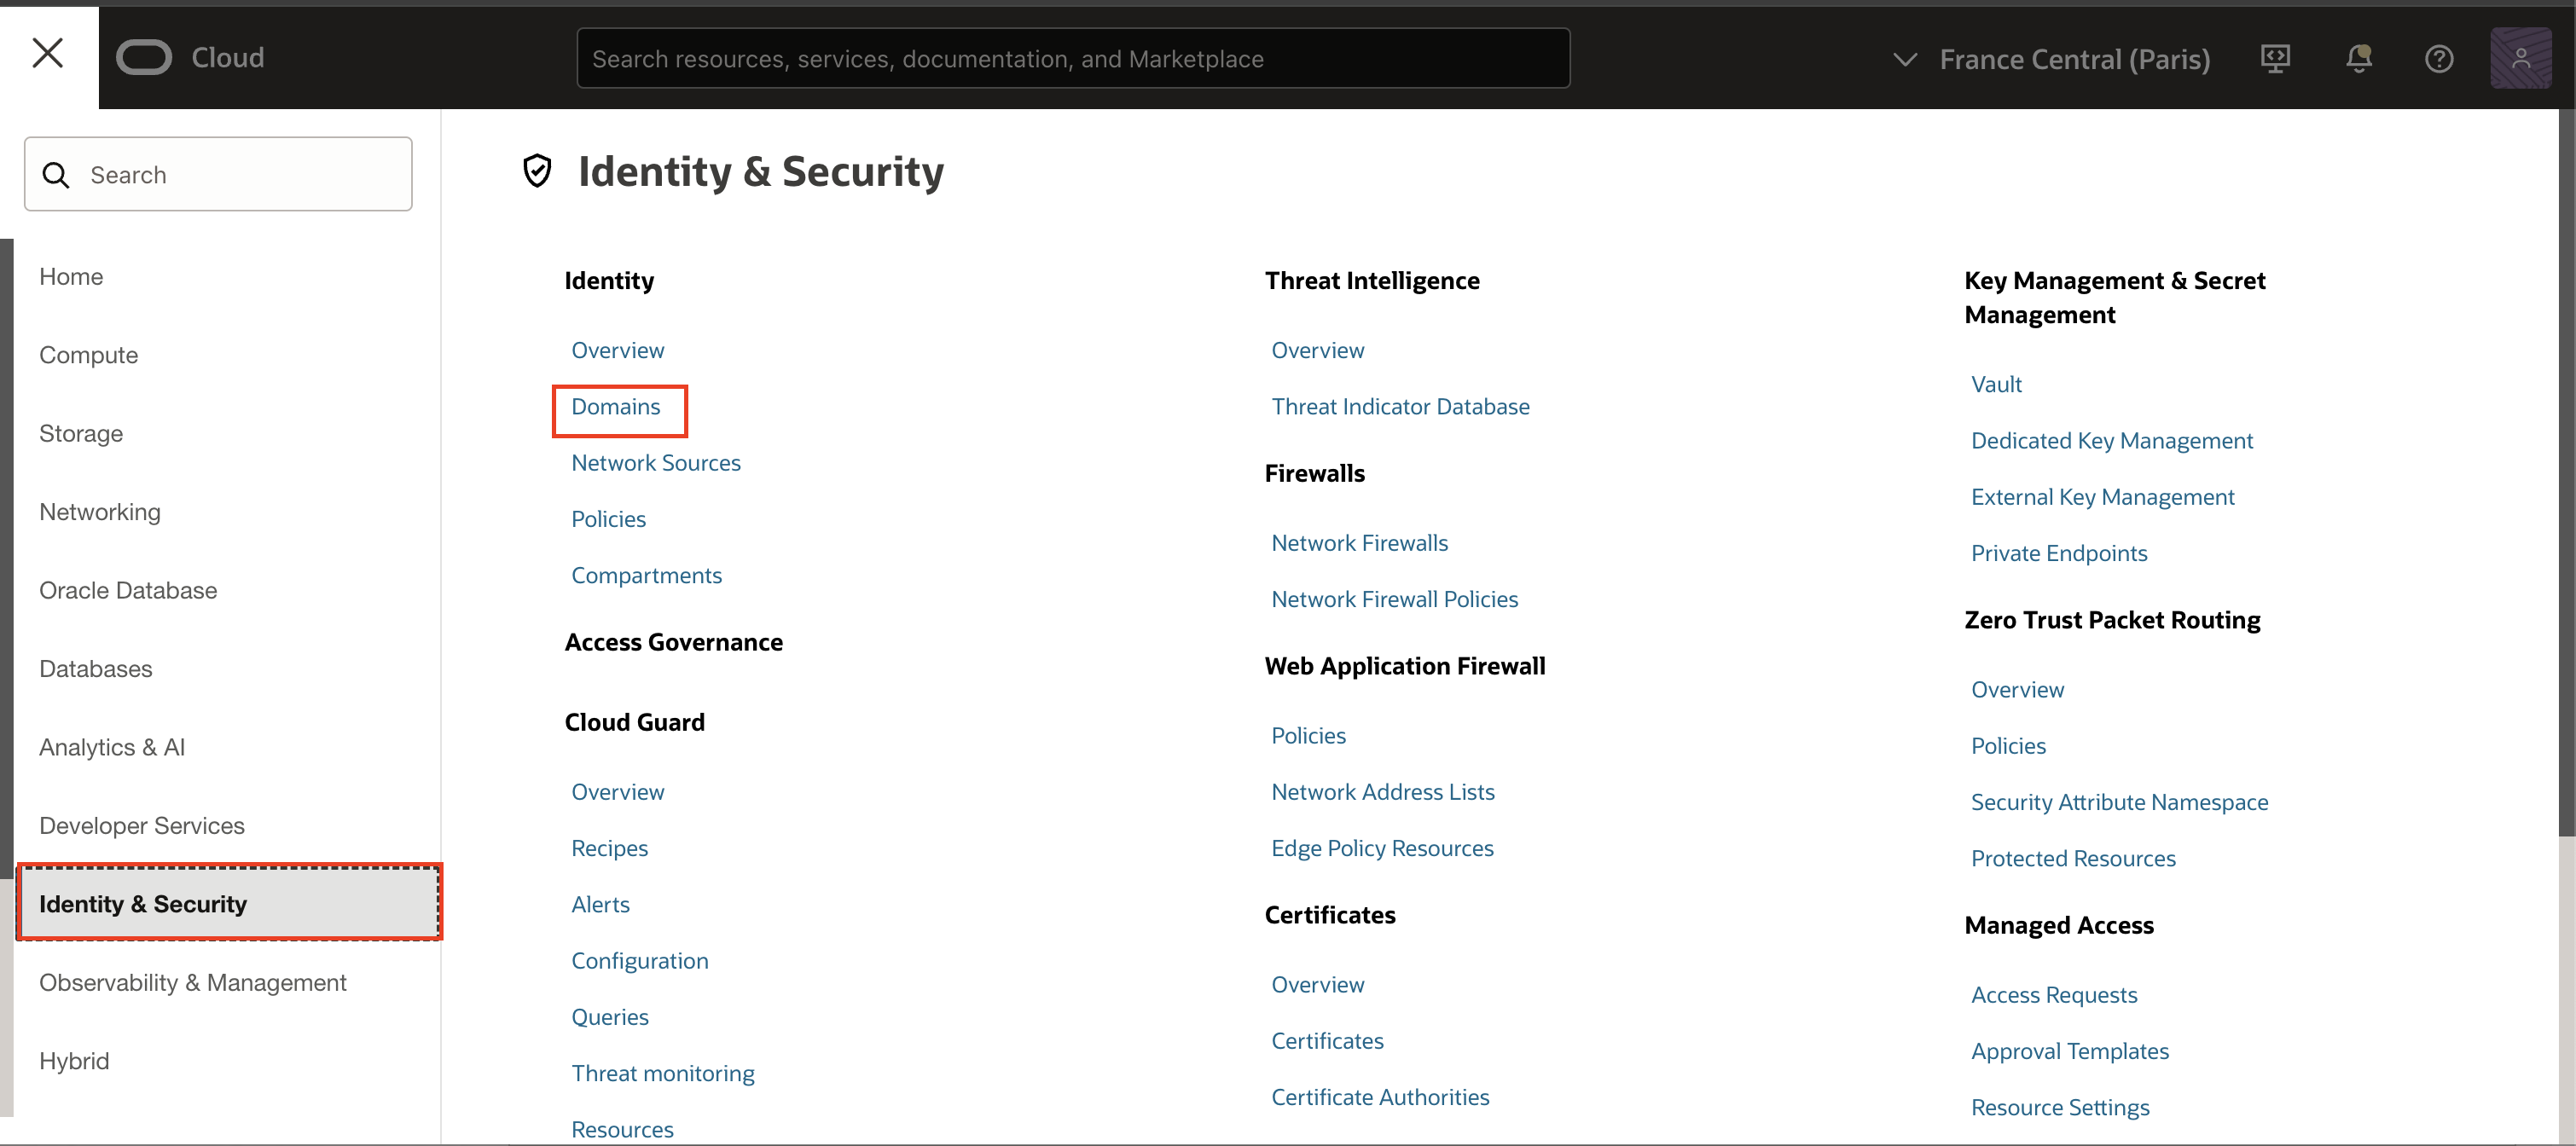 Cloud
Search resources, services, documentation, and Marketplace
France Central (Paris)
Search
Home
Compute
Storage
Networking
Oracle Database
Databases
Analytics & AI
Developer Services
Identity & Security
Observability & Management
Hybrid
Identity & Security
Identity
Overview
Domains
Network Sources
Policies
Compartments
Access Governance
Cloud Guard
Overview
Recipes
Alerts
Configuration
Queries
Threat monitoring
Resources
Threat Intelligence
Overview
Threat Indicator Database
Firewalls
Network Firewalls
Network Firewall Policies
Web Application Firewall
Policies
Network Address Lists
Edge Policy Resources
Certificates
Overview
Certificates
Certificate Authorities
Key Management & Secret
Management
Vault
Dedicated Key Management
External Key Management
Private Endpoints
Zero Trust Packet Routing
Overview
Policies
Security Attribute Namespace
Protected Resources
Managed Access
Access Requests
Approval Templates
Resource Settings